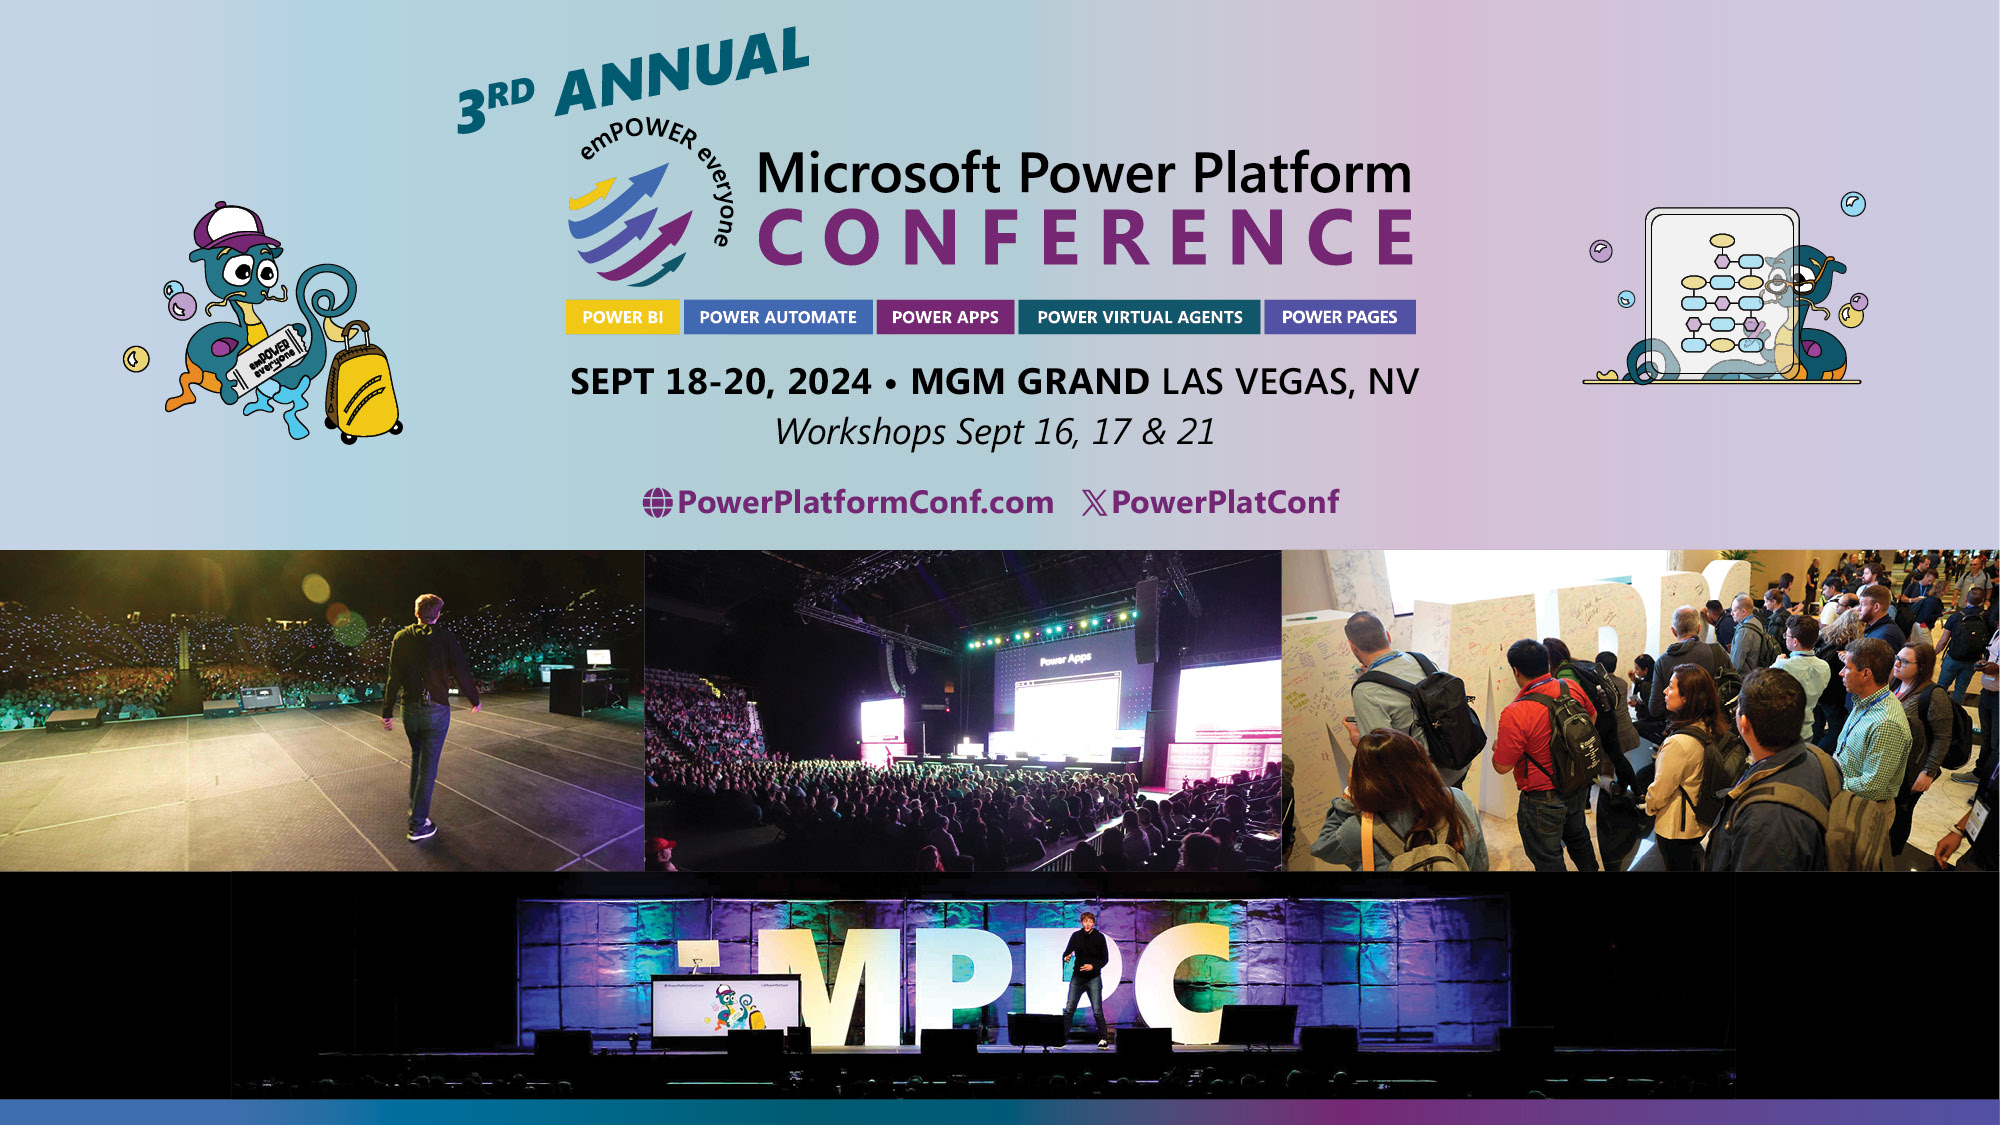 3RD ANNUAL
emPOWER everyone
Microsoft Power Platform
CONFERENCE
POWER BI
POWER AUTOMATE
POWER APPS
POWER VIRTUAL AGENTS
POWER PAGES
emPOWER
everyone
SEPT 18-20, 2024 • MGM GRAND LAS VEGAS, NV
Workshops Sept 16, 17 & 21
PowerPlatformConf.com
PowerPlatConf
Power Apps
MPPC